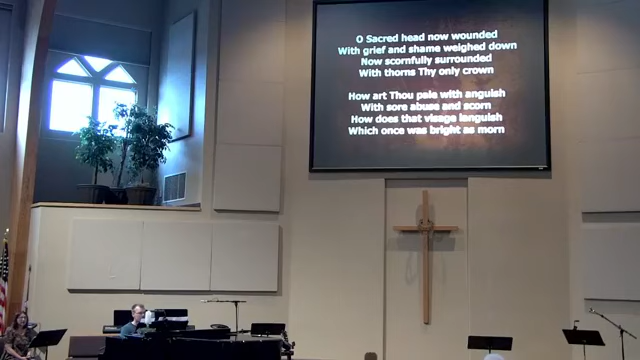 O Sacred head now wounded
With grief and shame weighed down
Now scornfully surrounded
With thorns Thy only crown
How art Thou pale with anguish
With sore abuse and scorn
How does that visage languish
Which once was bright as morn